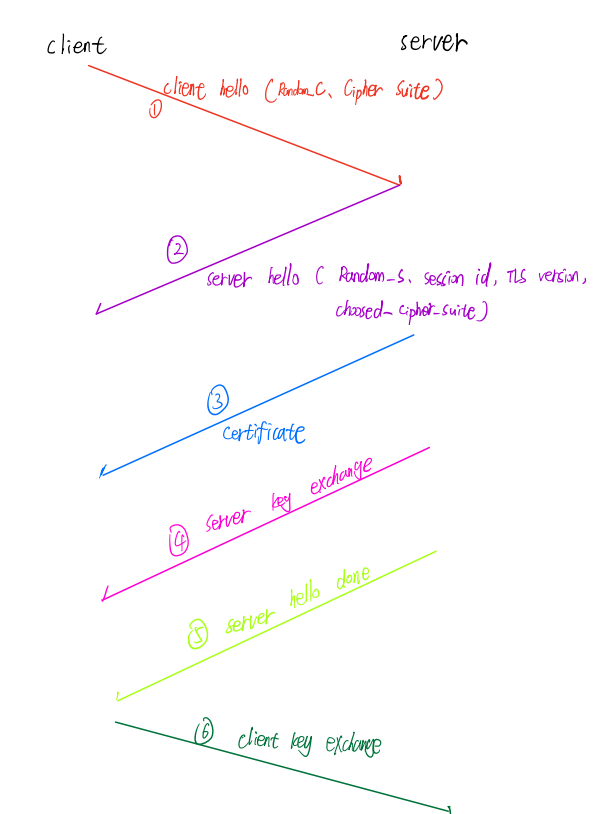 client
server
client hello (Random_C、Cipher Suite)
①
②
server hello ( Random_S、session id, TLS version,
choosed_cipher_suite)
③
certificate
④ server key exchange
⑤ server hello done
⑥ client key exchange